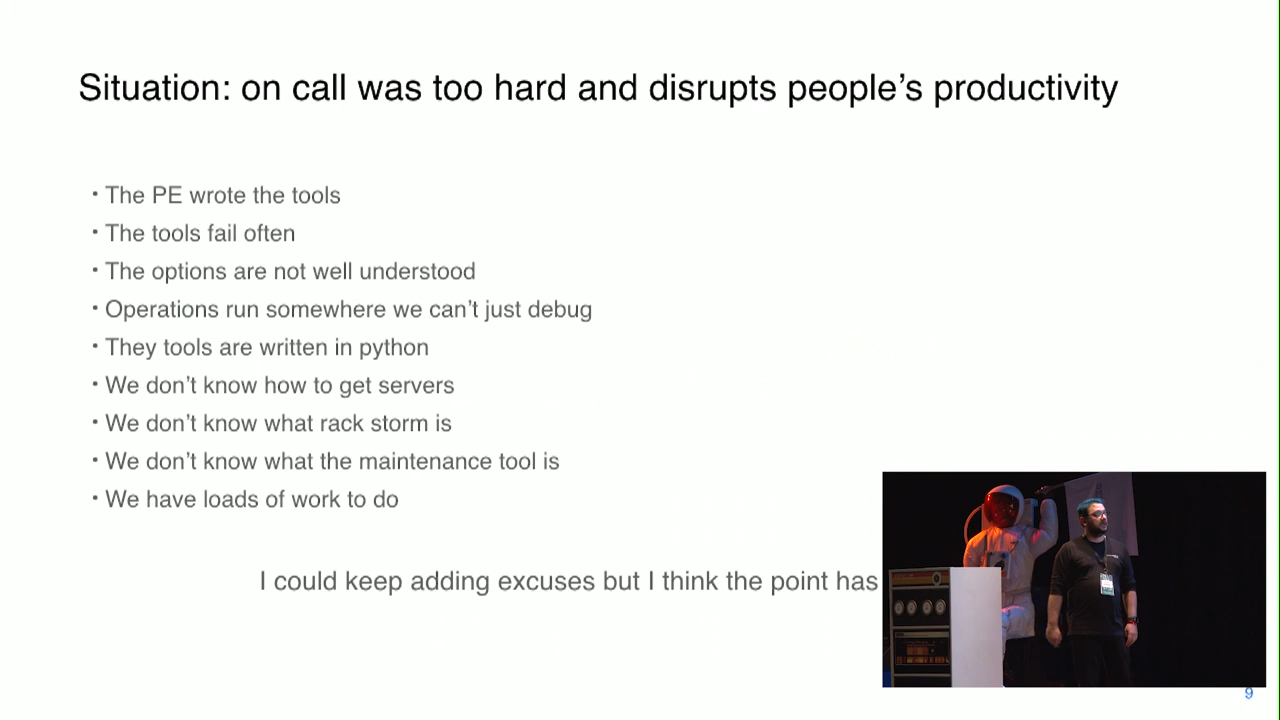 Situation: on call was too hard and disrupts people's productivity
• The PE wrote the tools
• The tools fail often
• The options are not well understood
• Operations run somewhere we can't just debug
• They tools are written in python
• We don't know how to get servers
• We don't know what rack storm is
• We don't know what the maintenance tool is
• We have loads of work to do
I could keep adding excuses but I think the point has
9